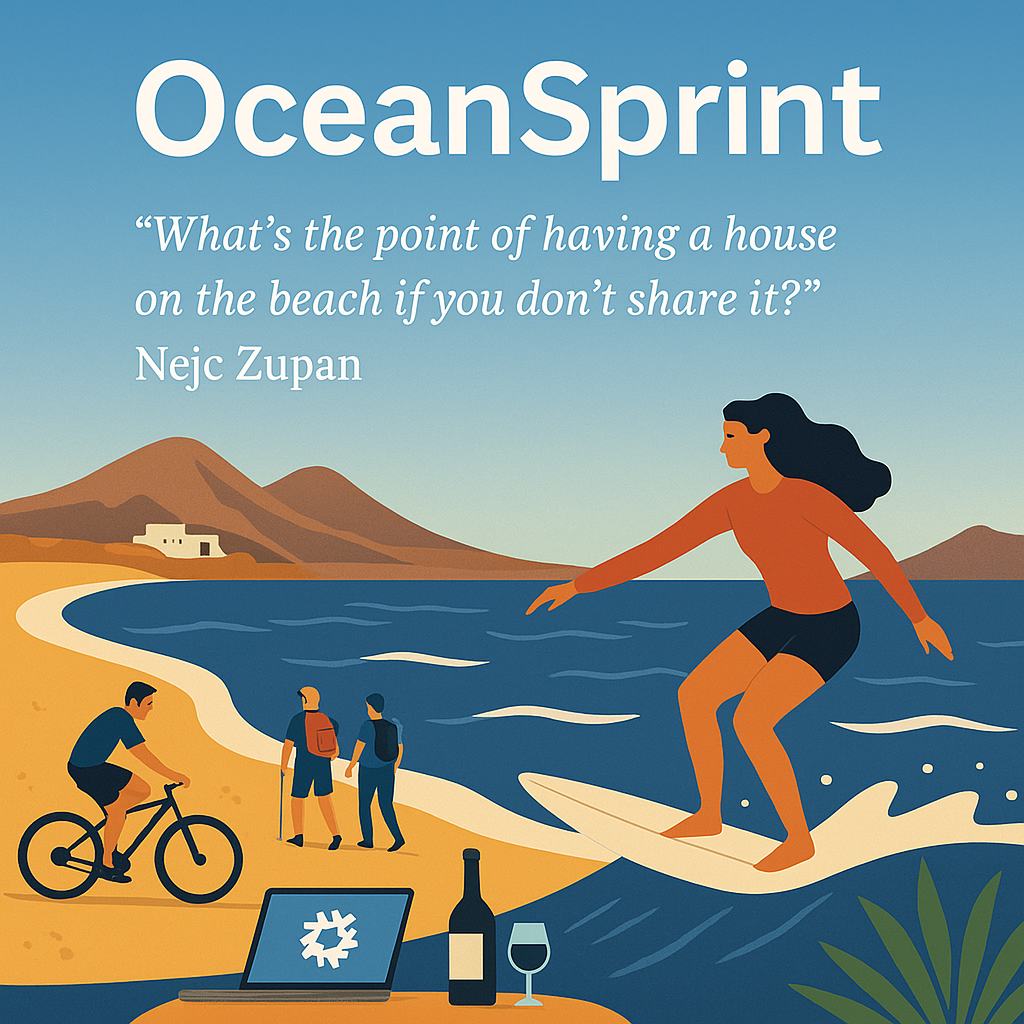 OceanSprint
“What’s the point of having a house
on the beach if you don’t share it?”
Nejc Zupan